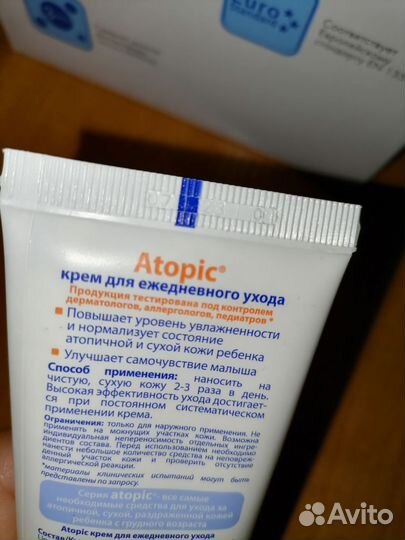 Euro
Standard
Соответствует
Европейскому
Atopic®
крем для ежедневного ухода
Продукция тестирована под контролем
дерматологов, аллергологов, педиатров *
Повышает уровень увлажненности
и нормализует состояние
атопичной и сухой кожи ребенка
Улучшает самочувствие малыша
Способ применения: наносить на
чистую, сухую кожу 2-3 раза в день.
Высокая эффективность ухода достигает-
ся при постоянном систематическом
применении крема.
Ограничения: только для наружного применения. Не
применять на мокнущих участках кожи. Возможна
индивидуальная непереносимость отдельных ингре-
диентов состава. Перед использованием необходимо
нанести небольшое количество средства на неповреж-
денный участок кожи и проверить отсутствие
аллергической реакции.
*материалы клинических испытаний могут быть
представлены по запросу.
Серия atopic®- все самые
необходимые средства для ухода за
атопичной, сухой, раздраженной кожей
ребенка с грудного возраста
Atopic крем для ежедневного ухода
Avito